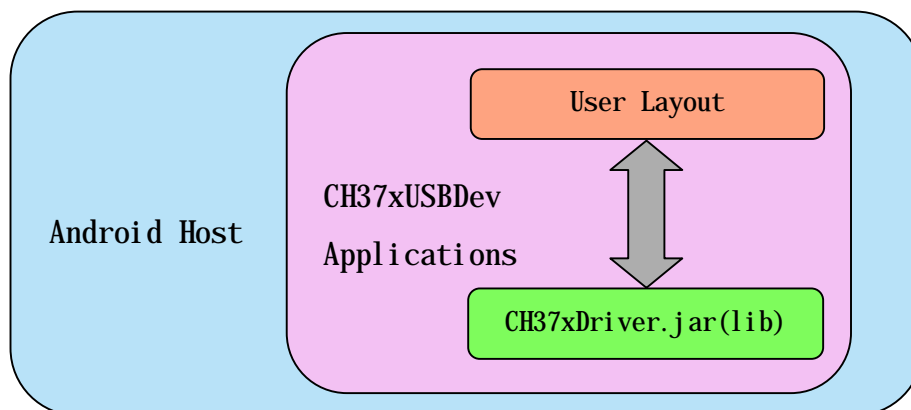 User Layout
CH37xUSBDev
Android Host
Applications
CH37xDriver.jar(lib)